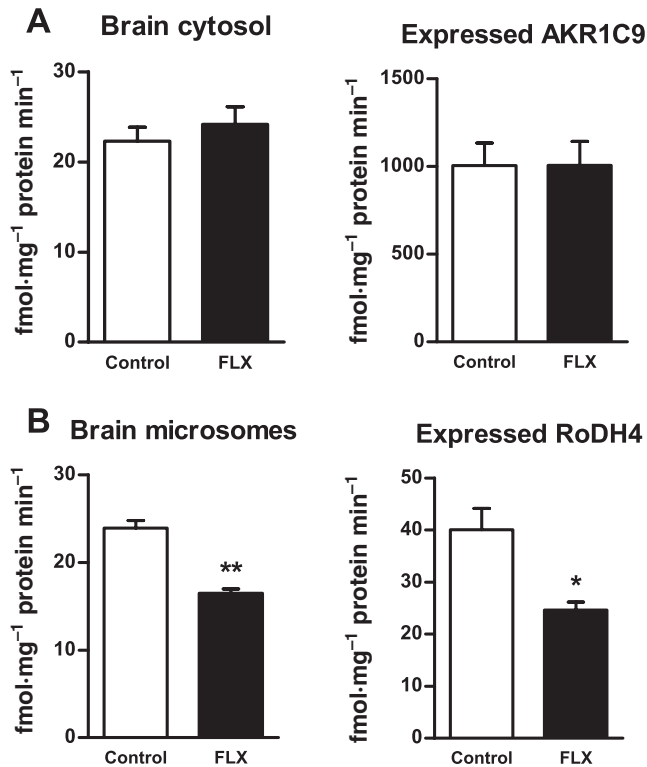 A
Brain cytosol
fmol·mg⁻¹ protein min⁻¹
30
20
10
0
Control
FLX
Expressed AKR1C9
fmol·mg⁻¹ protein min⁻¹
1500
1000
500
0
Control
FLX
B
Brain microsomes
fmol·mg⁻¹ protein min⁻¹
30
20
10
0
**
Control
FLX
Expressed RoDH4
fmol·mg⁻¹ protein min⁻¹
50
40
30
20
10
0
*
Control
FLX